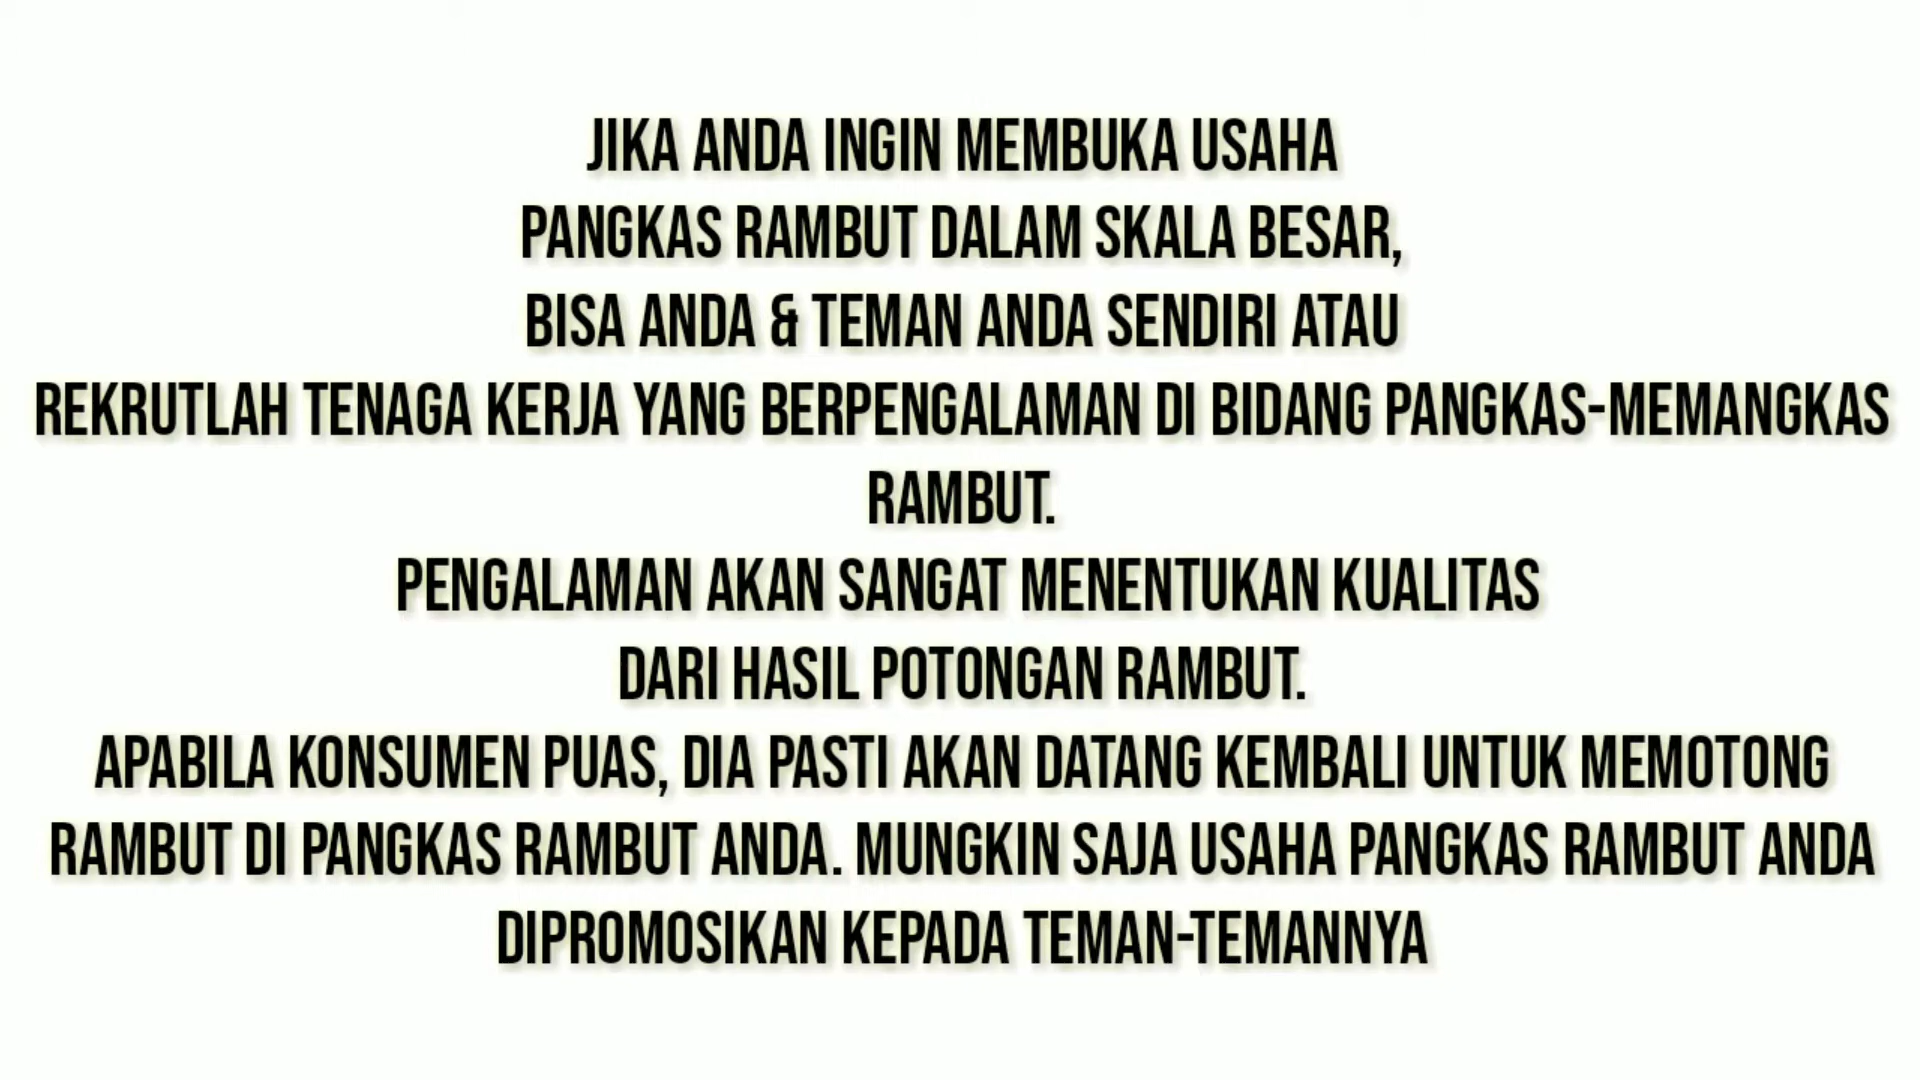 JIKA ANDA INGIN MEMBUKA USAHA
PANGKAS RAMBUT DALAM SKALA BESAR,
BISA ANDA & TEMAN ANDA SENDIRI ATAU
REKRUTLAH TENAGA KERJA YANG BERPENGALAMAN DI BIDANG PANGKAS-MEMANGKAS
RAMBUT.
PENGALAMAN AKAN SANGAT MENENTUKAN KUALITAS
DARI HASIL POTONGAN RAMBUT.
APABILA KONSUMEN PUAS, DIA PASTI AKAN DATANG KEMBALI UNTUK MEMOTONG
RAMBUT DI PANGKAS RAMBUT ANDA. MUNGKIN SAJA USAHA PANGKAS RAMBUT ANDA
DIPROMOSIKAN KEPADA TEMAN-TEMANNYA